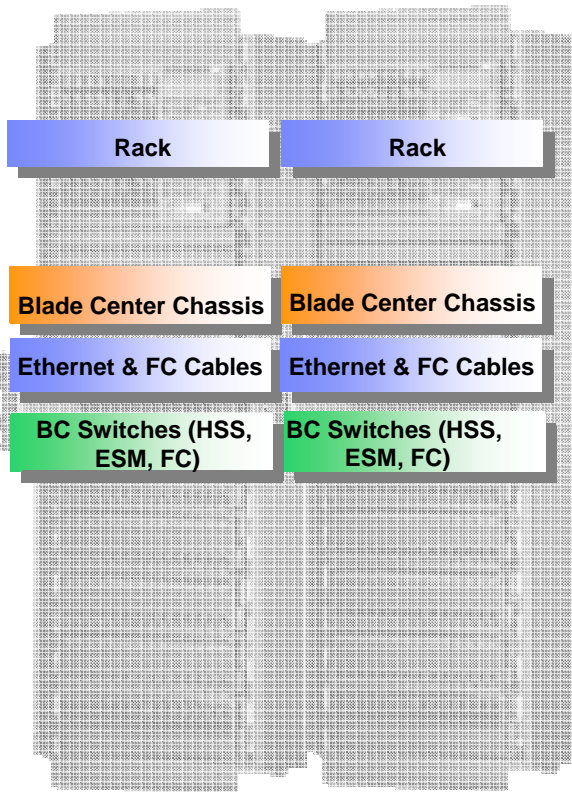 Rack
Rack
Blade Center Chassis
Blade Center Chassis
Ethernet & FC Cables
Ethernet & FC Cables
BC Switches (HSS,
ESM, FC)
BC Switches (HSS,
ESM, FC)